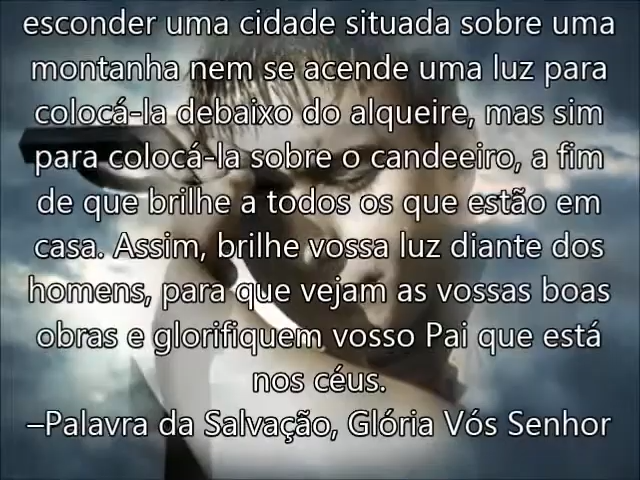 esconder uma cidade situada sobre uma
montanha nem se acende uma luz para
colocá-la debaixo do alqueire, mas sim
para colocá-la sobre o candeeiro, a fim
de que brilhe a todos os que estão em
casa. Assim, brilhe vossa luz diante dos
homens, para que vejam as vossas boas
obras e glorifiquem vosso Pai que está
nos céus.
–Palavra da Salvação, Glória Vós Senhor